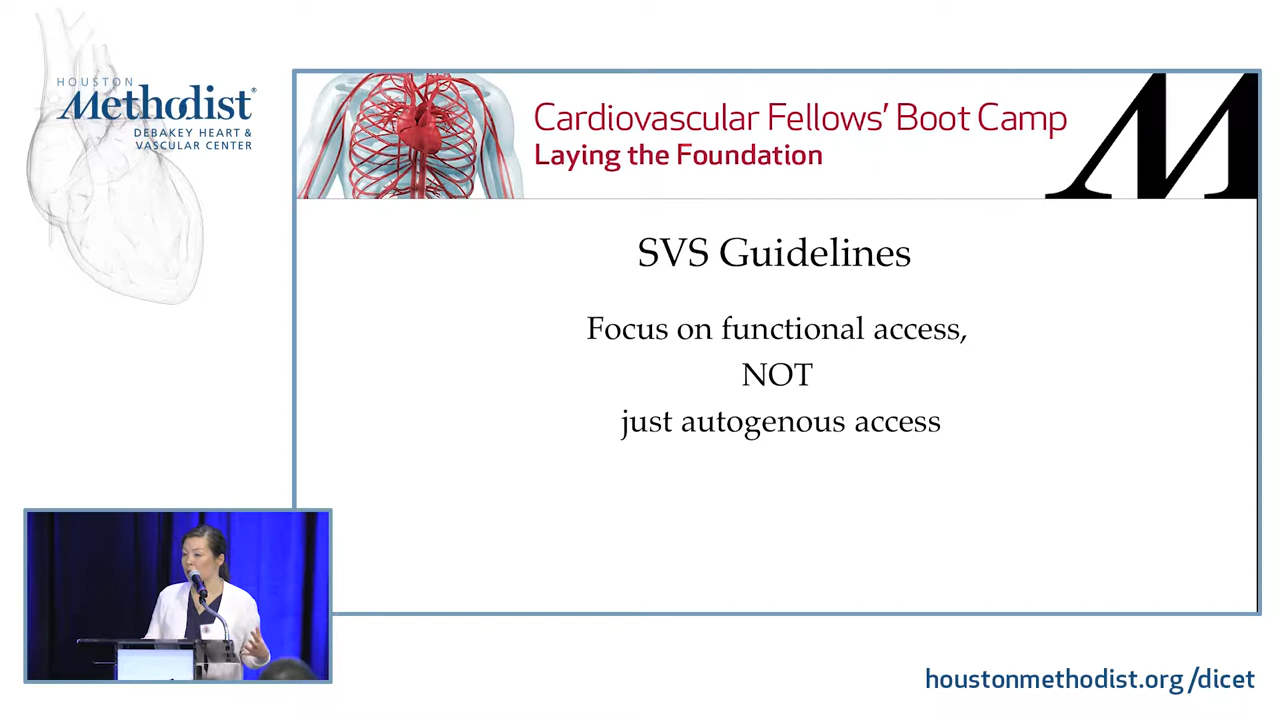 HOUSTON
Methodist®
DEBAKEY HEART &
VASCULAR CENTER
Cardiovascular Fellows' Boot Camp
Laying the Foundation
M
SVS Guidelines
Focus on functional access,
NOT
just autogenous access
houstonmethodist.org/dicet